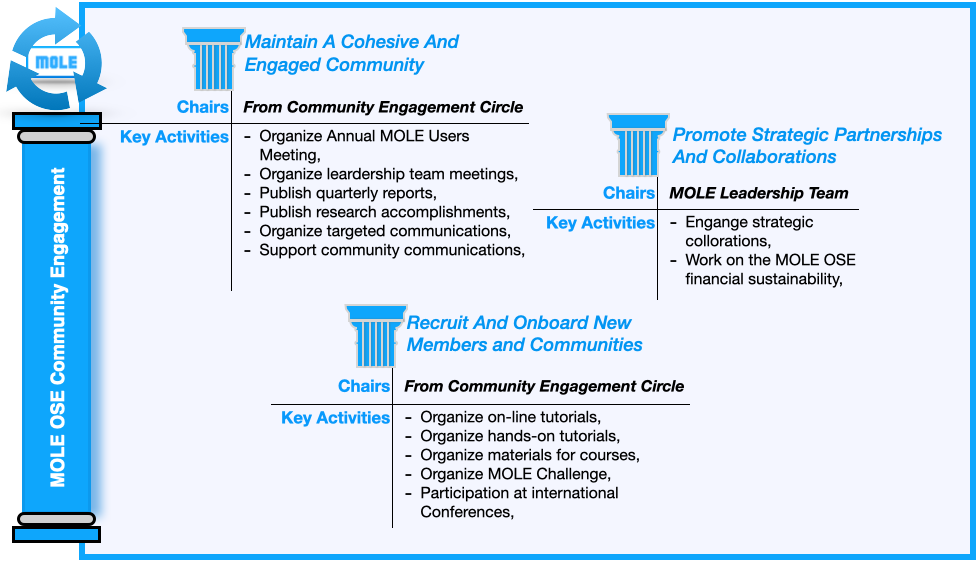 MOLE
MOLE OSE Community Engagement
Maintain A Cohesive And
Engaged Community
Chairs
From Community Engagement Circle
Key Activities
- Organize Annual MOLE Users
Meeting,
- Organize leardership team meetings,
- Publish quarterly reports,
- Publish research accomplishments,
- Organize targeted communications,
- Support community communications,
Promote Strategic Partnerships
And Collaborations
Chairs
MOLE Leadership Team
Key Activities
- Engange strategic
collorations,
- Work on the MOLE OSE
financial sustainability,
Recruit And Onboard New
Members and Communities
Chairs
From Community Engagement Circle
Key Activities
- Organize on-line tutorials,
- Organize hands-on tutorials,
- Organize materials for courses,
- Organize MOLE Challenge,
- Participation at international
Conferences,